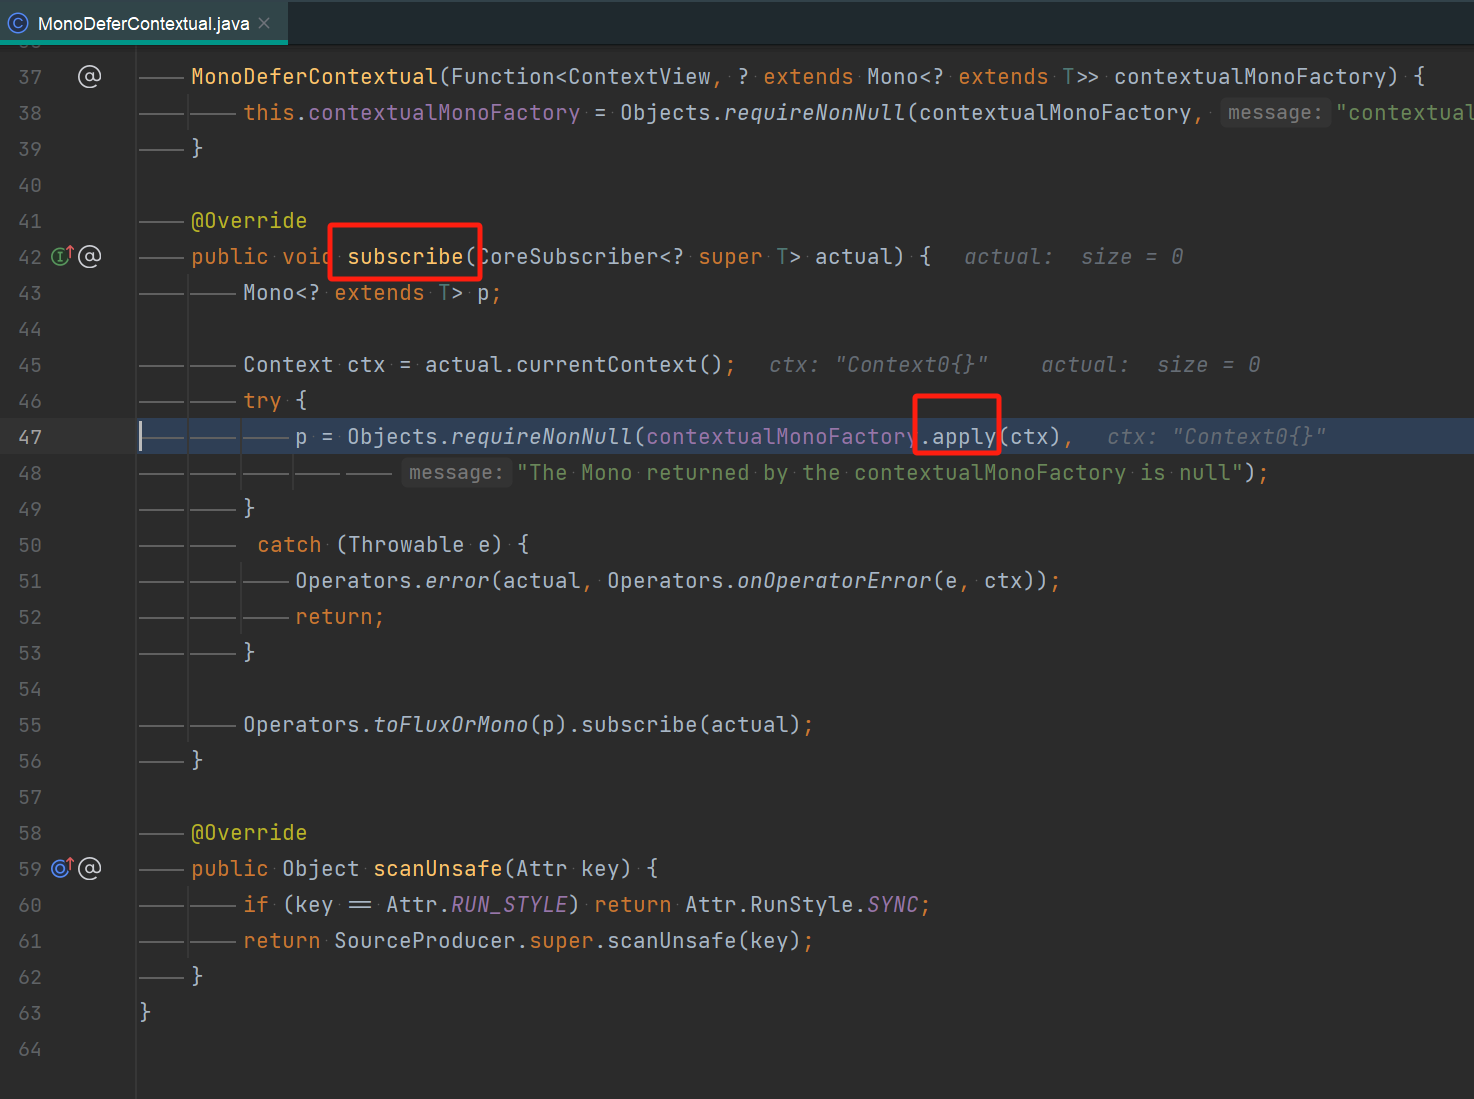 MonoDeferContextual.java
37 @ MonoDeferContextual(Function<ContextView, ? extends Mono<? extends T>> contextualMonoFactory) {
38 this.contextualMonoFactory = Objects.requireNonNull(contextualMonoFactory, message: "contextual
39 }
40
41 @Override
42 @ public void subscribe(CoreSubscriber<? super T> actual) { actual: size = 0
43 Mono<? extends T> p;
44
45 Context ctx = actual.currentContext(); ctx: "Context0{}" actual: size = 0
46 try {
47 p = Objects.requireNonNull(contextualMonoFactory.apply(ctx), ctx: "Context0{}"
48 message: "The Mono returned by the contextualMonoFactory is null");
49 }
50 catch (Throwable e) {
51 Operators.error(actual, Operators.onOperatorError(e, ctx));
52 return;
53 }
54
55 Operators.toFluxOrMono(p).subscribe(actual);
56 }
57
58 @Override
59 @ public Object scanUnsafe(Attr key) {
60 if (key == Attr.RUN_STYLE) return Attr.RunStyle.SYNC;
61 return SourceProducer.super.scanUnsafe(key);
62 }
63 }
64